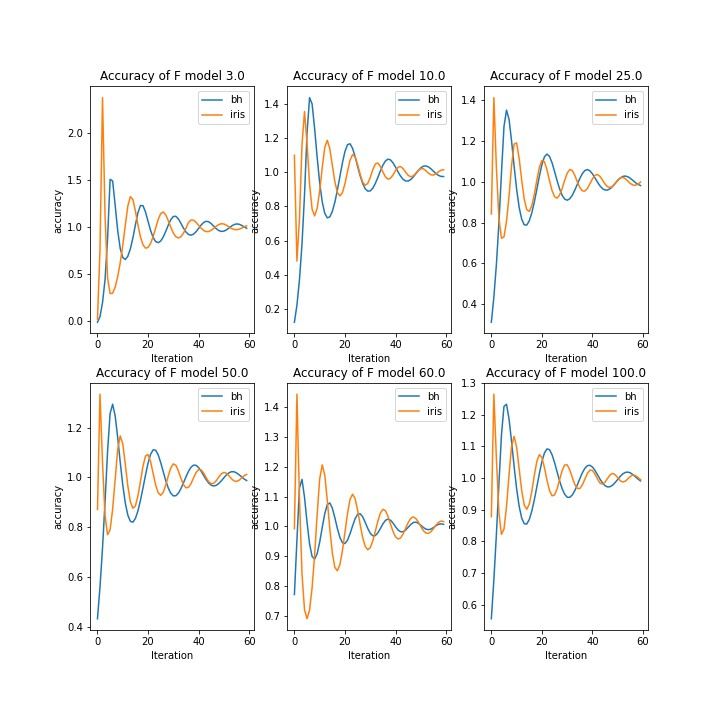 Accuracy of F model 3.0
bh
iris
accuracy
2.0
1.5
1.0
0.5
0.0
0 20 40 60
Iteration
Accuracy of F model 10.0
bh
iris
accuracy
1.4
1.2
1.0
0.8
0.6
0.4
0.2
0 20 40 60
Iteration
Accuracy of F model 25.0
bh
iris
accuracy
1.4
1.2
1.0
0.8
0.6
0.4
0 20 40 60
Iteration
Accuracy of F model 50.0
bh
iris
accuracy
1.2
1.0
0.8
0.6
0.4
0 20 40 60
Iteration
Accuracy of F model 60.0
bh
iris
accuracy
1.4
1.3
1.2
1.1
1.0
0.9
0.8
0.7
0 20 40 60
Iteration
Accuracy of F model 100.0
bh
iris
accuracy
1.3
1.2
1.1
1.0
0.9
0.8
0.7
0.6
0 20 40 60
Iteration